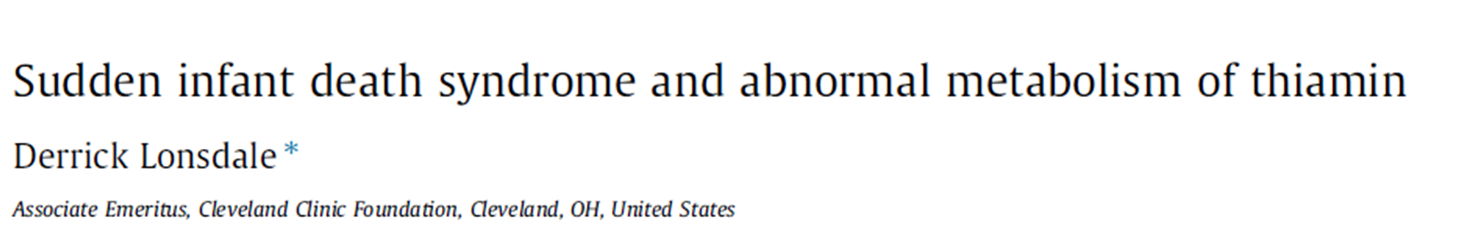 Sudden infant death syndrome and abnormal metabolism of thiamin
Derrick Lonsdale *
Associate Emeritus, Cleveland Clinic Foundation, Cleveland, OH, United States